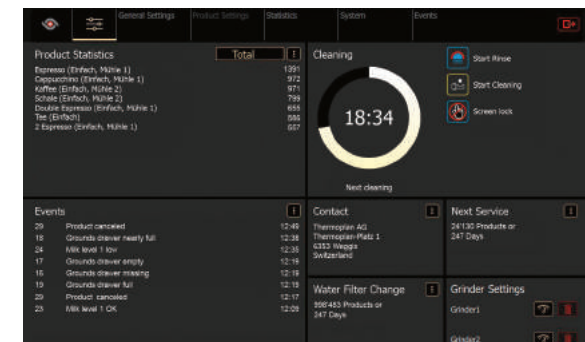 General Settings
Product Settings
Statistics
System
Events
Product Statistics
Total
Espresso (Einfach, Mühle 1) 1391
Cappucchino (Einfach, Mühle 1) 972
Kaffee (Einfach, Mühle 2) 971
Schale (Einfach, Mühle 2) 799
Double Espresso (Einfach, Mühle 1) 655
Tee (Einfach)
2 Espresso (Einfach, Mühle 1)
Cleaning
18:34
Next cleaning
Start Rinse
Start Cleaning
Screen lock
Events
29 Product canceled 12:49
18 Grounds drawer nearly full 12:38
24 Milk level 1 low 12:35
17 Grounds drawer empty 12:19
16 Grounds drawer missing 12:19
19 Grounds drawer full 12:19
29 Product canceled 12:17
23 Milk level 1 OK 12:09
Contact
Thermoplan AG
Thermoplan-Platz 1
6353 Weggis
Switzerland
Next Service
24'130 Products or
247 Days
Water Filter Change
998'453 Products or
247 Days
Grinder Settings
Grinder1
Grinder2